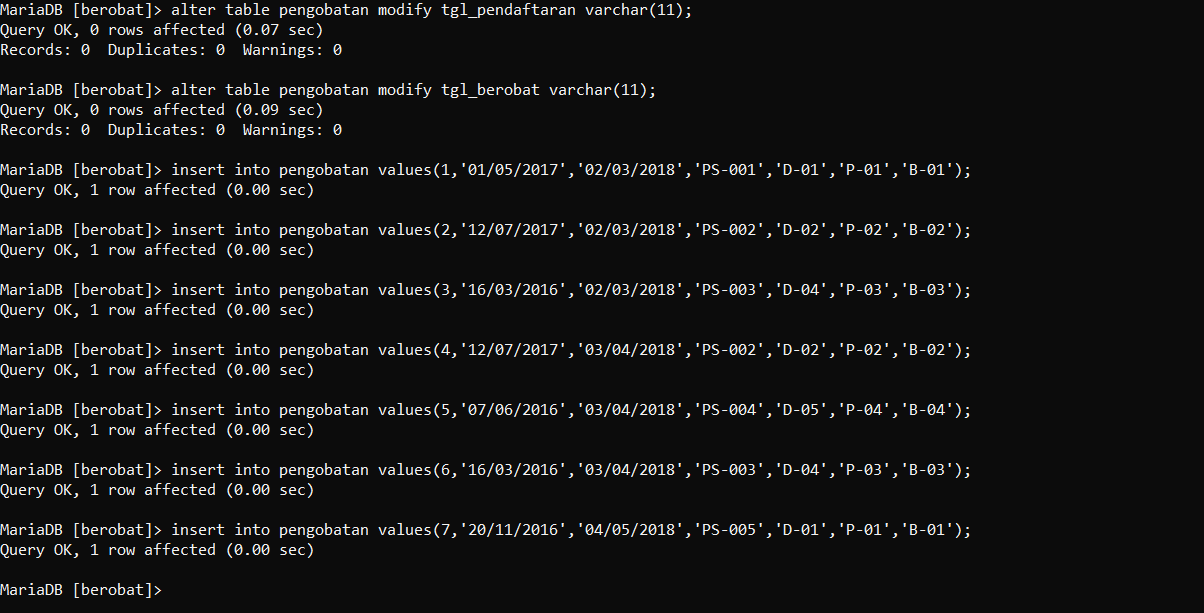 MariaDB [berobat]> alter table pengobatan modify tgl_pendaftaran varchar(11);
Query OK, 0 rows affected (0.07 sec)
Records: 0  Duplicates: 0  Warnings: 0
MariaDB [berobat]> alter table pengobatan modify tgl_berobat varchar(11);
Query OK, 0 rows affected (0.09 sec)
Records: 0  Duplicates: 0  Warnings: 0
MariaDB [berobat]> insert into pengobatan values(1,'01/05/2017','02/03/2018','PS-001','D-01','P-01','B-01');
Query OK, 1 row affected (0.00 sec)
MariaDB [berobat]> insert into pengobatan values(2,'12/07/2017','02/03/2018','PS-002','D-02','P-02','B-02');
Query OK, 1 row affected (0.00 sec)
MariaDB [berobat]> insert into pengobatan values(3,'16/03/2016','02/03/2018','PS-003','D-04','P-03','B-03');
Query OK, 1 row affected (0.00 sec)
MariaDB [berobat]> insert into pengobatan values(4,'12/07/2017','03/04/2018','PS-002','D-02','P-02','B-02');
Query OK, 1 row affected (0.00 sec)
MariaDB [berobat]> insert into pengobatan values(5,'07/06/2016','03/04/2018','PS-004','D-05','P-04','B-04');
Query OK, 1 row affected (0.00 sec)
MariaDB [berobat]> insert into pengobatan values(6,'16/03/2016','03/04/2018','PS-003','D-04','P-03','B-03');
Query OK, 1 row affected (0.00 sec)
MariaDB [berobat]> insert into pengobatan values(7,'20/11/2016','04/05/2018','PS-005','D-01','P-01','B-01');
Query OK, 1 row affected (0.00 sec)
MariaDB [berobat]>